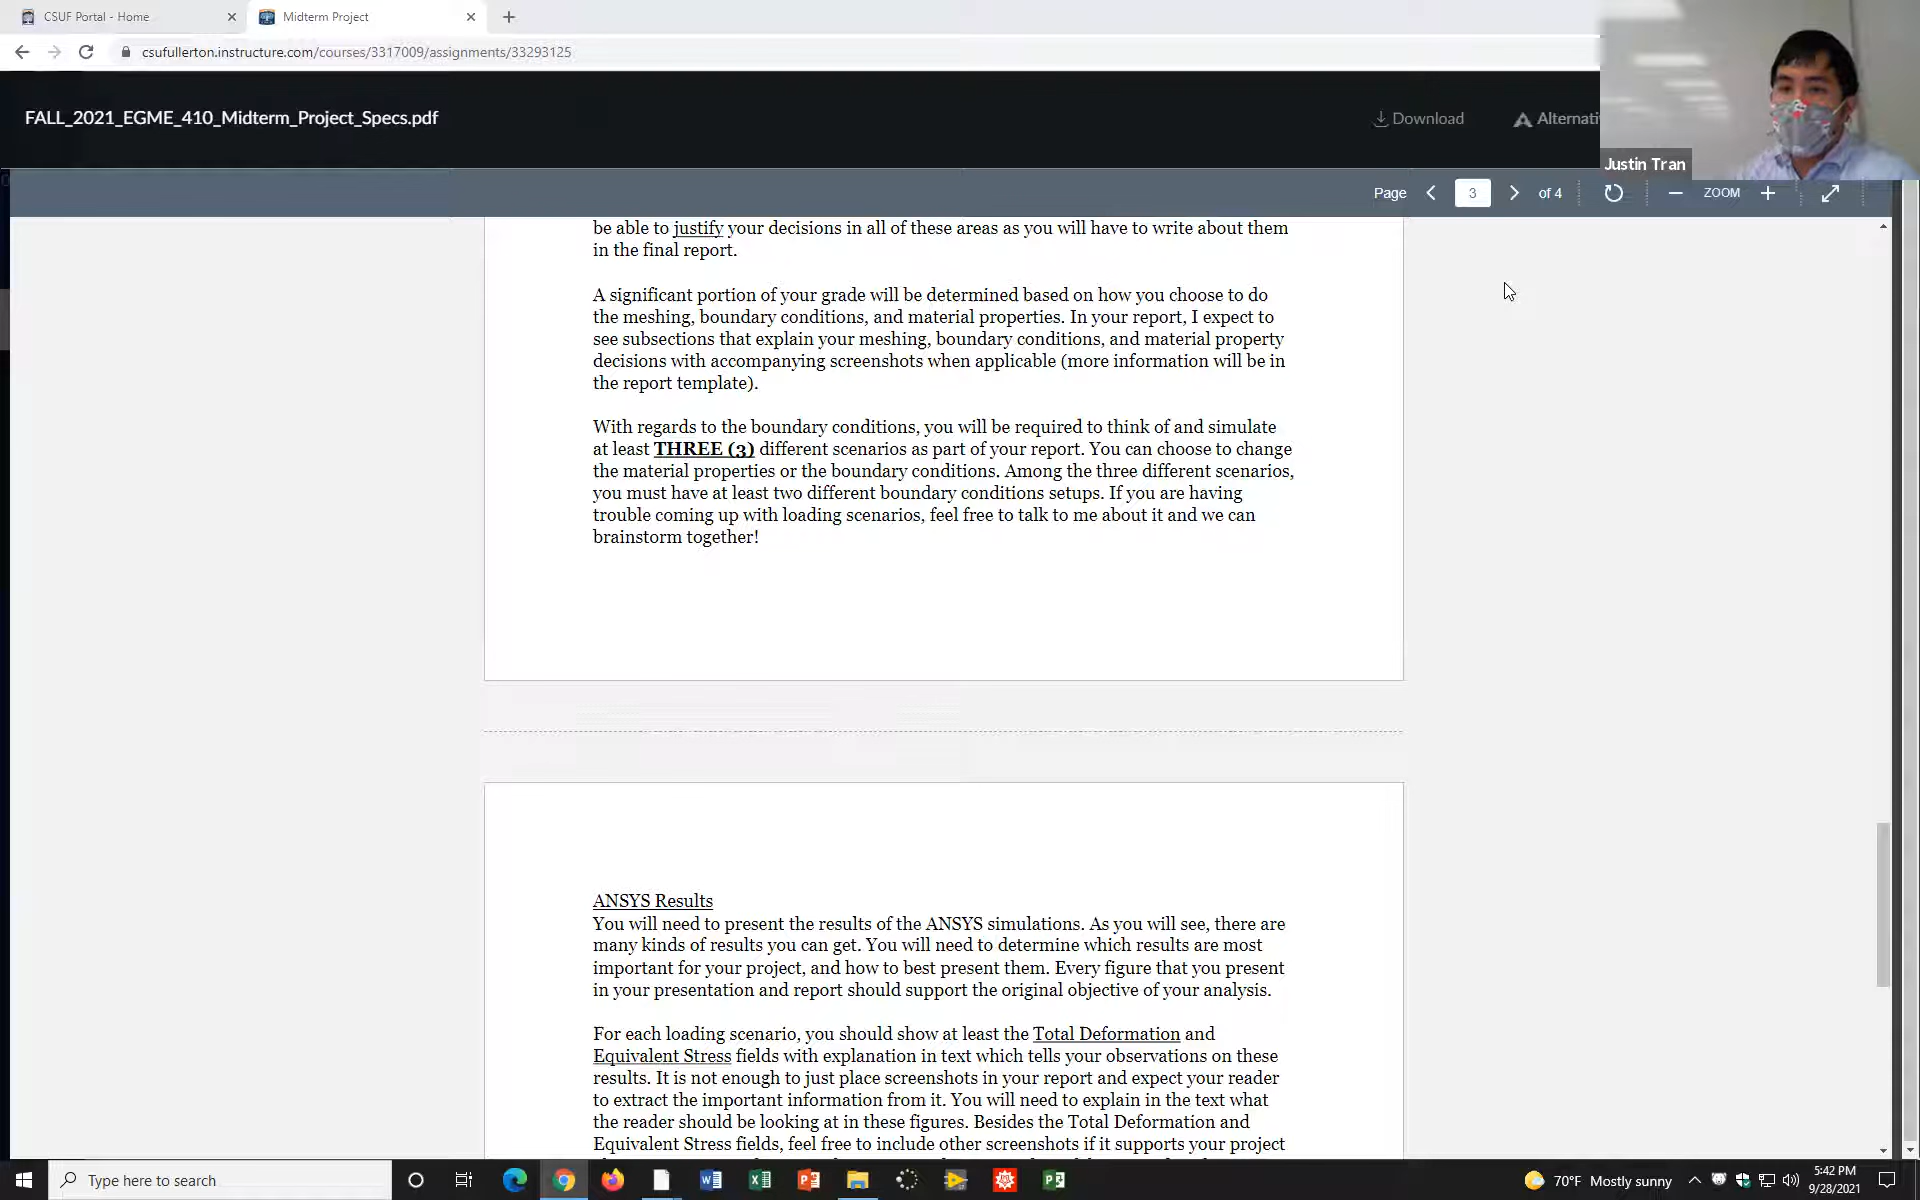 CSUF Portal - Home
Midterm Project
csufullerton.instructure.com/courses/3317009/assignments/33293125
FALL_2021_EGME_410_Midterm_Project_Specs.pdf
Download
Alternati
Justin Tran
Page
3
of 4
ZOOM
be able to justify your decisions in all of these areas as you will have to write about them
in the final report.
A significant portion of your grade will be determined based on how you choose to do
the meshing, boundary conditions, and material properties. In your report, I expect to
see subsections that explain your meshing, boundary conditions, and material property
decisions with accompanying screenshots when applicable (more information will be in
the report template).
With regards to the boundary conditions, you will be required to think of and simulate
at least THREE (3) different scenarios as part of your report. You can choose to change
the material properties or the boundary conditions. Among the three different scenarios,
you must have at least two different boundary conditions setups. If you are having
trouble coming up with loading scenarios, feel free to talk to me about it and we can
brainstorm together!
ANSYS Results
You will need to present the results of the ANSYS simulations. As you will see, there are
many kinds of results you can get. You will need to determine which results are most
important for your project, and how to best present them. Every figure that you present
in your presentation and report should support the original objective of your analysis.
For each loading scenario, you should show at least the Total Deformation and
Equivalent Stress fields with explanation in text which tells your observations on these
results. It is not enough to just place screenshots in your report and expect your reader
to extract the important information from it. You will need to explain in the text what
the reader should be looking at in these figures. Besides the Total Deformation and
Equivalent Stress fields, feel free to include other screenshots if it supports your project
Type here to search
70°F Mostly sunny
5:42 PM
9/28/2021